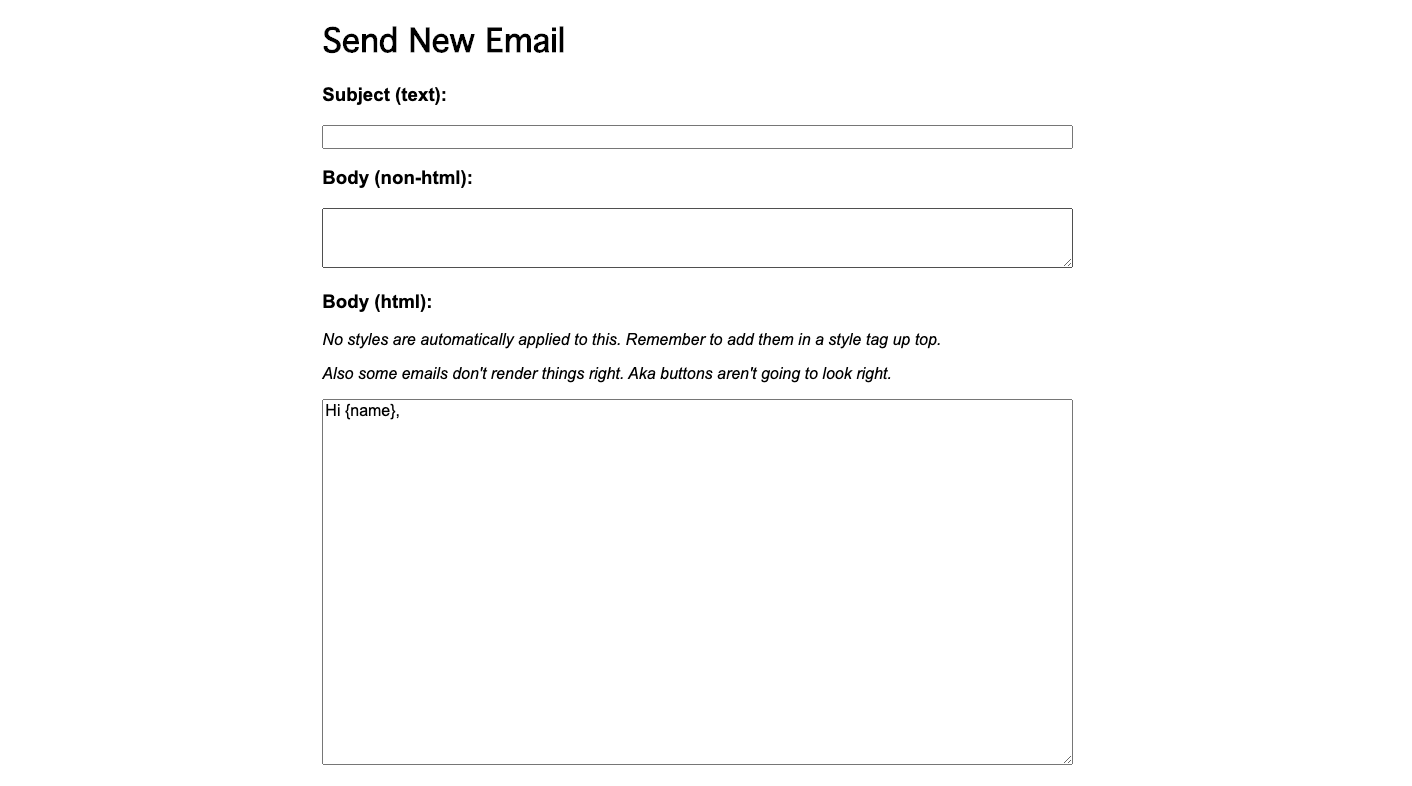 Send New Email
Subject (text):
Body (non-html):
Body (html):
No styles are automatically applied to this. Remember to add them in a style tag up top.
Also some emails don't render things right. Aka buttons aren't going to look right.
Hi {name},